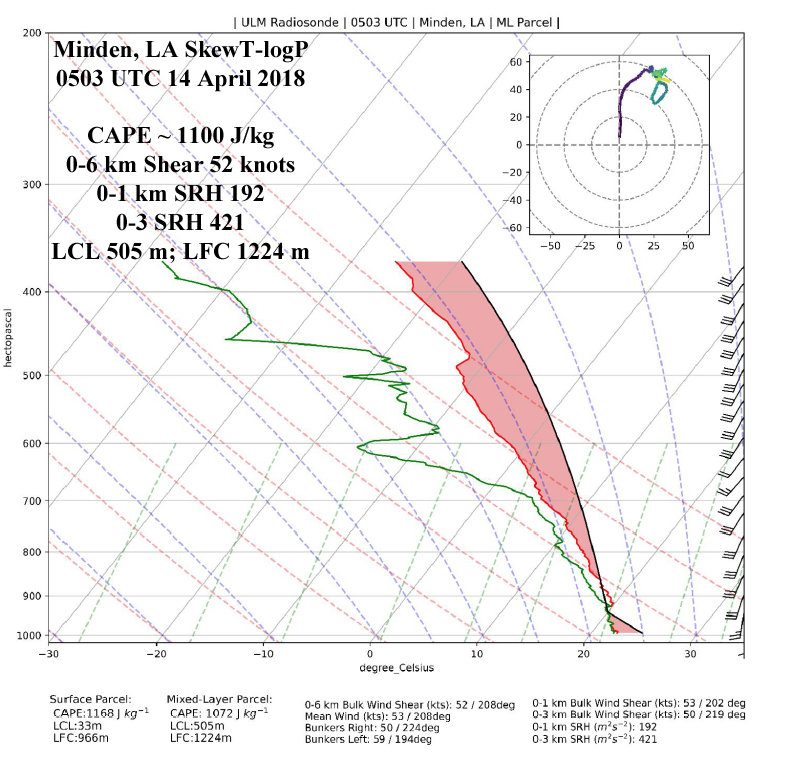 | ULM Radiosonde | 0503 UTC | Minden, LA | ML Parcel |
Minden, LA SkewT-logP
0503 UTC 14 April 2018
CAPE ~ 1100 J/kg
0-6 km Shear 52 knots
0-1 km SRH 192
0-3 SRH 421
LCL 505 m; LFC 1224 m
60
40
20
0
−20
−40
−60
−50 0 50
200
300
400
500
600
700
800
900
1000
hectopascal
−30 −20 −10 0 10 20 30
degree_Celsius
Surface Parcel:
CAPE:1168 J kg⁻¹
LCL:33m
LFC:966m
Mixed-Layer Parcel:
CAPE: 1072 J kg⁻¹
LCL:505m
LFC:1224m
0-6 km Bulk Wind Shear (kts): 52 / 208deg
Mean Wind (kts): 53 / 208deg
Bunkers Right: 50 / 224deg
Bunkers Left: 59 / 194deg
0-1 km Bulk Wind Shear (kts): 53 / 202 deg
0-3 km Bulk Wind Shear (kts): 50 / 219 deg
0-1 km SRH (m²s⁻²): 192
0-3 km SRH (m²s⁻²): 421